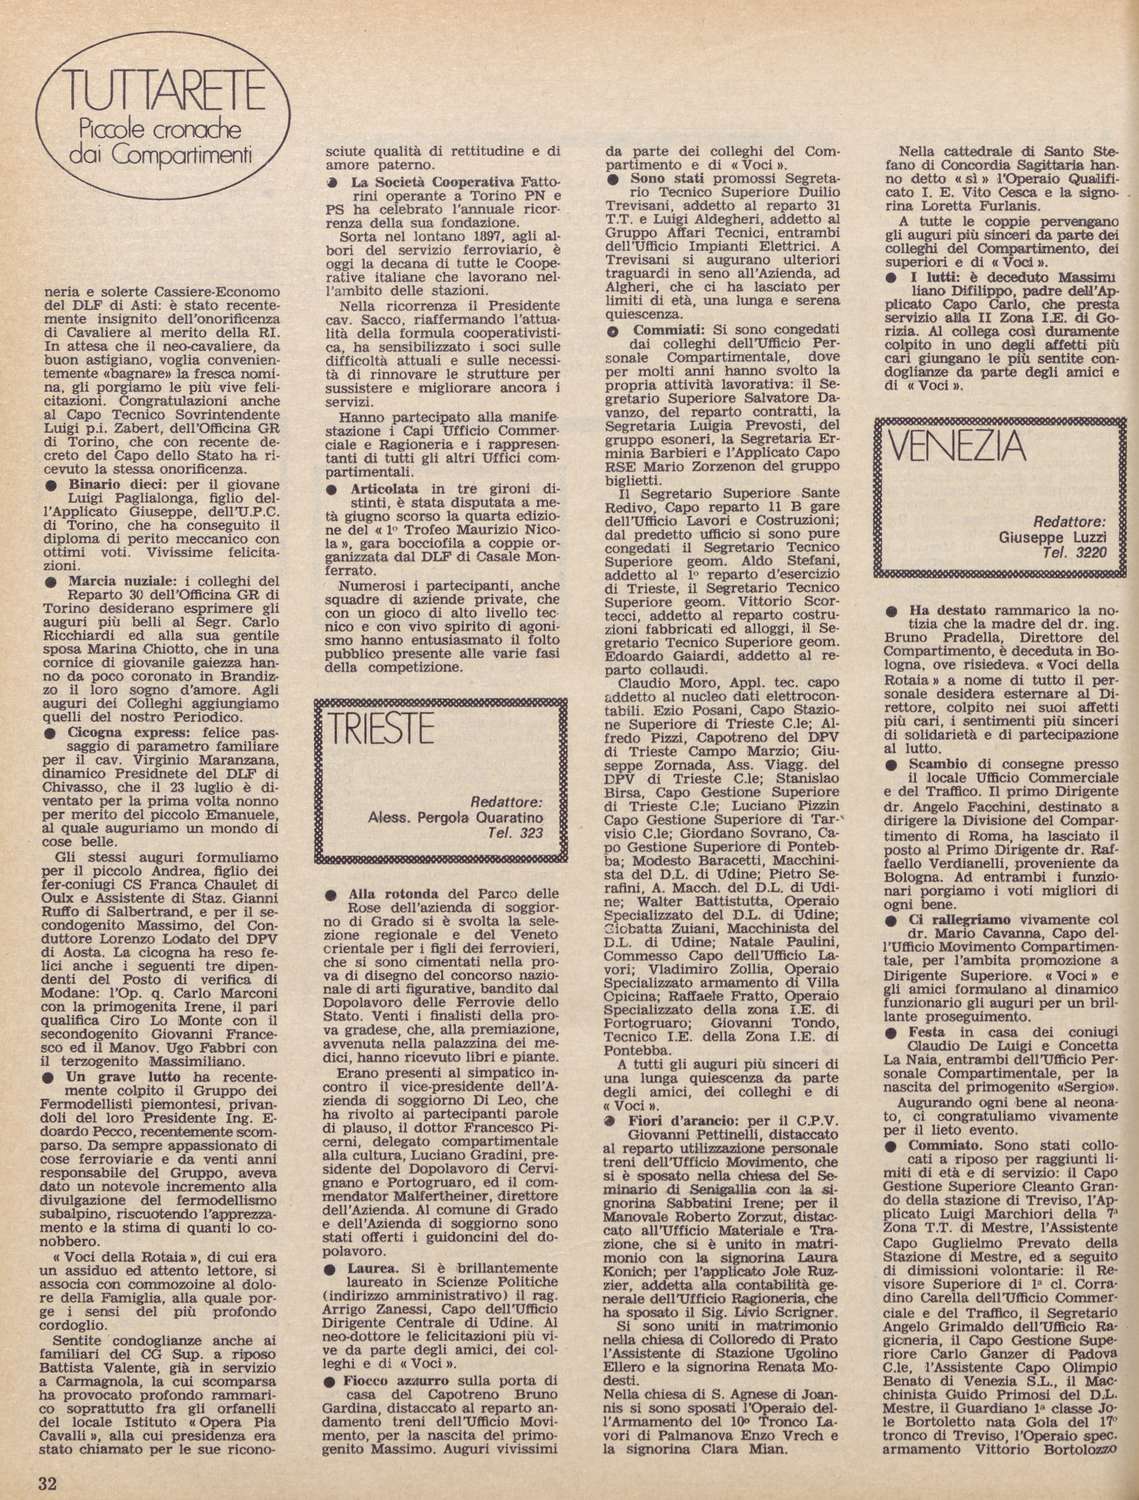 TUTTARETE
Piccole cronache
dai Compartimenti
neria e solerte Cassiere-Economo
del DLF di Asti: è stato recente-
mente insignito dell'onorificenza
di Cavaliere al merito della RI.
In attesa che il neo-cavaliere, da
buon astigiano, voglia convenien-
temente «bagnare» la fresca nomi-
na, gli porgiamo le più vive feli-
citazioni. Congratulazioni anche
al Capo Tecnico Sovrintendente
Luigi p.i. Zabert, dell'Officina GR
di Torino, che con recente de-
creto del Capo dello Stato ha ri-
cevuto la stessa onorificenza.
● Binario dieci: per il giovane
Luigi Paglialonga, figlio del-
l'Applicato Giuseppe, dell'U.P.C.
di Torino, che ha conseguito il
diploma di perito meccanico con
ottimi voti. Vivissime felicita-
zioni.
● Marcia nuziale: i colleghi del
Reparto 30 dell'Officina GR di
Torino desiderano esprimere gli
auguri più belli al Segr. Carlo
Ricchiardi ed alla sua gentile
sposa Marina Chiotto, che in una
cornice di giovanile gaiezza han-
no da poco coronato in Brandiz-
zo il loro sogno d'amore. Agli
auguri dei Colleghi aggiungiamo
quelli del nostro Periodico.
● Cicogna express: felice pas-
saggio di parametro familiare
per il cav. Virginio Maranzana,
dinamico Presidnete del DLF di
Chivasso, che il 23 luglio è di-
ventato per la prima volta nonno
per merito del piccolo Emanuele,
al quale auguriamo un mondo di
cose belle.
Gli stessi auguri formuliamo
per il piccolo Andrea, figlio dei
fer-coniugi CS Franca Chaulet di
Oulx e Assistente di Staz. Gianni
Ruffo di Salbertrand, e per il se-
condogenito Massimo, del Con-
duttore Lorenzo Lodato del DPV
di Aosta. La cicogna ha reso fe-
lici anche i seguenti tre dipen-
denti del Posto di verifica di
Modane: l'Op. q. Carlo Marconi
con la primogenita Irene, il pari
qualifica Ciro Lo Monte con il
secondogenito Giovanni France-
sco ed il Manov. Ugo Fabbri con
il terzogenito Massimiliano.
● Un grave lutto ha recente-
mente colpito il Gruppo dei
Fermodellisti piemontesi, privan-
doli del loro Presidente Ing. E-
doardo Pecco, recentemente scom-
parso. Da sempre appassionato di
cose ferroviarie e da venti anni
responsabile del Gruppo, aveva
dato un notevole incremento alla
divulgazione del fermodellismo
subalpino, riscuotendo l'apprezza-
mento e la stima di quanti lo co-
nobbero.
« Voci della Rotaia », di cui era
un assiduo ed attento lettore, si
associa con commozoine al dolo-
re della Famiglia, alla quale por-
ge i sensi del più profondo
cordoglio.
Sentite condoglianze anche ai
familiari del CG Sup. a riposo
Battista Valente, già in servizio
a Carmagnola, la cui scomparsa
ha provocato profondo rammari-
co soprattutto fra gli orfanelli
del locale Istituto « Opera Pia
Cavalli », alla cui presidenza era
stato chiamato per le sue ricono-
32
sciute qualità di rettitudine e di
amore paterno.
● La Società Cooperativa Fatto-
rini operante a Torino PN e
PS ha celebrato l'annuale ricor-
renza della sua fondazione.
Sorta nel lontano 1897, agli al-
bori del servizio ferroviario, è
oggi la decana di tutte le Coope-
rative italiane che lavorano nel-
l'ambito delle stazioni.
Nella ricorrenza il Presidente
cav. Sacco, riaffermando l'attua-
lità della formula cooperativisti-
ca, ha sensibilizzato i soci sulle
difficoltà attuali e sulle necessi-
tà di rinnovare le strutture per
sussistere e migliorare ancora i
servizi.
Hanno partecipato alla manife-
stazione i Capi Ufficio Commer-
ciale e Ragioneria e i rappresen-
tanti di tutti gli altri Uffici com-
partimentali.
● Articolata in tre gironi di-
stinti, è stata disputata a me-
tà giugno scorso la quarta edizio-
ne del « 1° Trofeo Maurizio Nico-
la », gara bocciofila a coppie or-
ganizzata dal DLF di Casale Mon-
ferrato.
Numerosi i partecipanti, anche
squadre di aziende private, che
con un gioco di alto livello tec-
nico e con vivo spirito di agoni-
smo hanno entusiasmato il folto
pubblico presente alle varie fasi
della competizione.
TRIESTE
Redattore:
Aless. Pergola Quaratino
Tel. 323
● Alla rotonda del Parco delle
Rose dell'azienda di soggior-
no di Grado si è svolta la sele-
zione regionale e del Veneto
orientale per i figli dei ferrovieri,
che si sono cimentati nella pro-
va di disegno del concorso nazio-
nale di arti figurative, bandito dal
Dopolavoro delle Ferrovie dello
Stato. Venti i finalisti della pro-
va gradese, che, alla premiazione,
avvenuta nella palazzina dei me-
dici, hanno ricevuto libri e piante.
Erano presenti al simpatico in-
contro il vice-presidente dell'A-
zienda di soggiorno Di Leo, che
ha rivolto ai partecipanti parole
di plauso, il dottor Francesco Pi-
cerni, delegato compartimentale
alla cultura, Luciano Gradini, pre-
sidente del Dopolavoro di Cervi-
gnano e Portogruaro, ed il com-
mendator Malfertheiner, direttore
dell'Azienda. Al comune di Grado
e dell'Azienda di soggiorno sono
stati offerti i guidoncini del do-
polavoro.
● Laurea. Si è brillantemente
laureato in Scienze Politiche
(indirizzo amministrativo) il rag.
Arrigo Zanessi, Capo dell'Ufficio
Dirigente Centrale di Udine. Al
neo-dottore le felicitazioni più vi-
ve da parte degli amici, dei col-
leghi e di « Voci ».
● Fiocco azzurro sulla porta di
casa del Capotreno Bruno
Gardina, distaccato al reparto an-
damento treni dell'Ufficio Movi-
mento, per la nascita del primo-
genito Massimo. Auguri vivissimi
da parte dei colleghi del Com-
partimento e di « Voci ».
● Sono stati promossi Segreta-
rio Tecnico Superiore Duilio
Trevisani, addetto al reparto 31
T.T. e Luigi Aldegheri, addetto al
Gruppo Affari Tecnici, entrambi
dell'Ufficio Impianti Elettrici. A
Trevisani si augurano ulteriori
traguardi in seno all'Azienda, ad
Algheri, che ci ha lasciato per
limiti di età, una lunga e serena
quiescenza.
● Commiati: Si sono congedati
dai colleghi dell'Ufficio Per-
sonale Compartimentale, dove
per molti anni hanno svolto la
propria attività lavorativa: il Se-
gretario Superiore Salvatore Da-
vanzo, del reparto contratti, la
Segretaria Luigia Prevosti, del
gruppo esoneri, la Segretaria Er-
minia Barbieri e l'Applicato Capo
RSE Mario Zorzenon del gruppo
biglietti.
Il Segretario Superiore Sante
Redivo, Capo reparto 11 B gare
dell'Ufficio Lavori e Costruzioni;
dal predetto ufficio si sono pure
congedati il Segretario Tecnico
Superiore geom. Aldo Stefani,
addetto al 1° reparto d'esercizio
di Trieste, il Segretario Tecnico
Superiore geom. Vittorio Scor-
tecci, addetto al reparto costru-
zioni fabbricati ed alloggi, il Se-
gretario Tecnico Superiore geom.
Edoardo Gaiardi, addetto al re-
parto collaudi.
Claudio Moro, Appl. tec. capo
addetto al nucleo dati elettrocon-
tabili. Ezio Posani, Capo Stazio-
ne Superiore di Trieste C.le; Al-
fredo Pizzi, Capotreno del DPV
di Trieste Campo Marzio; Giu-
seppe Zornada, Ass. Viagg. del
DPV di Trieste C.le; Stanislao
Birsa, Capo Gestione Superiore
di Trieste C.le; Luciano Pizzin
Capo Gestione Superiore di Tar-
visio C.le; Giordano Sovrano, Ca-
po Gestione Superiore di Ponteb-
ba; Modesto Baracetti, Macchini-
sta del D.L. di Udine; Pietro Se-
rafini, A. Macch. del D.L. di Udi-
ne; Walter Battistutta, Operaio
Specializzato del D.L. di Udine;
Giobatta Zuiani, Macchinista del
D.L. di Udine; Natale Paulini,
Commesso Capo dell'Ufficio La-
vori; Vladimiro Zollia, Operaio
Specializzato armamento di Villa
Opicina; Raffaele Fratto, Operaio
Specializzato della zona I.E. di
Portogruaro; Giovanni Tondo,
Tecnico I.E. della Zona I.E. di
Pontebba.
A tutti gli auguri più sinceri di
una lunga quiescenza da parte
degli amici, dei colleghi e di
« Voci ».
● Fiori d'arancio: per il C.P.V.
Giovanni Pettinelli, distaccato
al reparto utilizzazione personale
treni dell'Ufficio Movimento, che
si è sposato nella chiesa del Se-
minario di Senigallia con la si-
gnorina Sabbatini Irene; per il
Manovale Roberto Zorzut, distac-
cato all'Ufficio Materiale e Tra-
zione, che si è unito in matri-
monio con la signorina Laura
Konich; per l'applicato Jole Ruz-
zier, addetta alla contabilità ge-
nerale dell'Ufficio Ragioneria, che
ha sposato il Sig. Livio Scrigner.
Si sono uniti in matrimonio
nella chiesa di Colloredo di Prato
l'Assistente di Stazione Ugolino
Ellero e la signorina Renata Mo-
desti.
Nella chiesa di S. Agnese di Joan-
nis si sono sposati l'Operaio del-
l'Armamento del 10° Tronco La-
vori di Palmanova Enzo Vrech e
la signorina Clara Mian.
Nella cattedrale di Santo Ste-
fano di Concordia Sagittaria han-
no detto « sì » l'Operaio Qualifi-
cato I. E. Vito Cesca e la signo-
rina Loretta Furlanis.
A tutte le coppie pervengano
gli auguri più sinceri da parte dei
colleghi del Compartimento, dei
superiori e di « Voci ».
● I lutti: è deceduto Massimi
liano Difilippo, padre dell'Ap-
plicato Capo Carlo, che presta
servizio alla II Zona I.E. di Go-
rizia. Al collega così duramente
colpito in uno degli affetti più
cari giungano le più sentite con-
doglianze da parte degli amici e
di « Voci ».
VENEZIA
Redattore:
Giuseppe Luzzi
Tel. 3220
● Ha destato rammarico la no-
tizia che la madre del dr. ing.
Bruno Pradella, Direttore del
Compartimento, è deceduta in Bo-
logna, ove risiedeva. « Voci della
Rotaia » a nome di tutto il per-
sonale desidera esternare al Di-
rettore, colpito nei suoi affetti
più cari, i sentimenti più sinceri
di solidarietà e di partecipazione
al lutto.
● Scambio di consegne presso
il locale Ufficio Commerciale
e del Traffico. Il primo Dirigente
dr. Angelo Facchini, destinato a
dirigere la Divisione del Compar-
timento di Roma, ha lasciato il
posto al Primo Dirigente dr. Raf-
faello Verdianelli, proveniente da
Bologna. Ad entrambi i funzio-
nari porgiamo i voti migliori di
ogni bene.
● Ci rallegriamo vivamente col
dr. Mario Cavanna, Capo del-
l'Ufficio Movimento Compartimen-
tale, per l'ambita promozione a
Dirigente Superiore. « Voci » e
gli amici formulano al dinamico
funzionario gli auguri per un bril-
lante proseguimento.
● Festa in casa dei coniugi
Claudio De Luigi e Concetta
La Naia, entrambi dell'Ufficio Per-
sonale Compartimentale, per la
nascita del primogenito «Sergio».
Augurando ogni bene al neona-
to, ci congratuliamo vivamente
per il lieto evento.
● Commiato. Sono stati collo-
cati a riposo per raggiunti li-
miti di età e di servizio: il Capo
Gestione Superiore Cleanto Gran-
do della stazione di Treviso, l'Ap-
plicato Luigi Marchiori della 7ª
Zona T.T. di Mestre, l'Assistente
Capo Guglielmo Prevato della
Stazione di Mestre, ed a seguito
di dimissioni volontarie: il Re-
visore Superiore di 1ª cl. Corra-
dino Carella dell'Ufficio Commer-
ciale e del Traffico, il Segretario
Angelo Grimaldo dell'Ufficio Ra-
gioneria, il Capo Gestione Supe-
riore Carlo Ganzer di Padova
C.le, l'Assistente Capo Olimpio
Benato di Venezia S.L., il Mac-
chinista Guido Primosi del D.L.
Mestre, il Guardiano 1ª classe Jo-
le Bortoletto nata Gola del 17°
tronco di Treviso, l'Operaio spec.
armamento Vittorio Bortolozzo